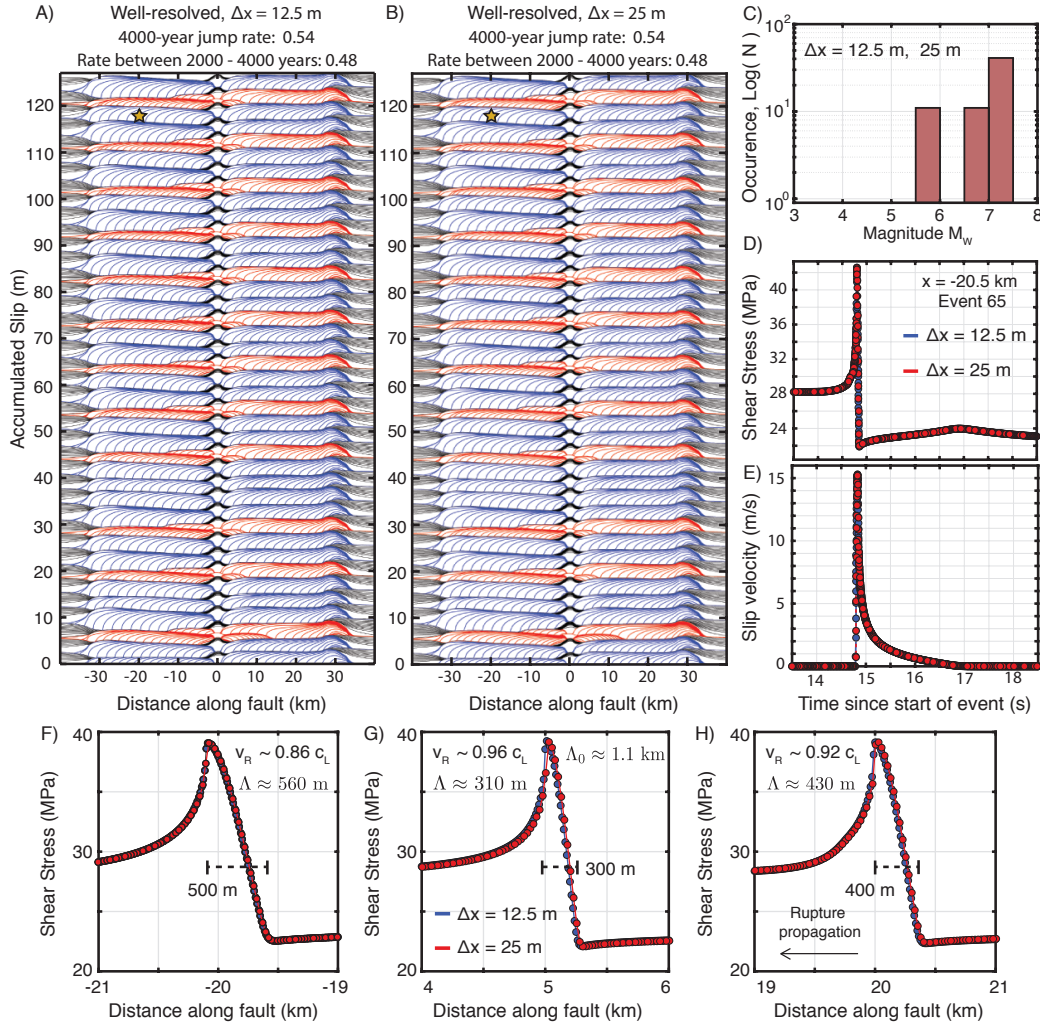 A)
Well-resolved, Δx = 12.5 m
4000-year jump rate: 0.54
Rate between 2000 - 4000 years: 0.48
Accumulated Slip (m)
120
110
100
90
80
70
60
50
40
30
20
10
0
-30
-20
-10
0
10
20
30
Distance along fault (km)
B)
Well-resolved, Δx = 25 m
4000-year jump rate: 0.54
Rate between 2000 - 4000 years: 0.48
-30
-20
-10
0
10
20
30
Distance along fault (km)
C)
Δx = 12.5 m, 25 m
Occurence, Log( N )
10²
10¹
10⁰
3
4
5
6
7
8
Magnitude M_w
D)
x = -20.5 km
Event 65
Δx = 12.5 m
Δx = 25 m
Shear Stress (MPa)
40
36
32
28
24
E)
Slip velocity (m/s)
15
10
5
0
14
15
16
17
18
Time since start of event (s)
F)
v_R ~ 0.86 c_L
Λ ≈ 560 m
500 m
Shear Stress (MPa)
40
30
20
-21
-20
-19
Distance along fault (km)
G)
v_R ~ 0.96 c_L
Λ₀ ≈ 1.1 km
Λ ≈ 310 m
300 m
Δx = 12.5 m
Δx = 25 m
Shear Stress (MPa)
40
30
20
4
5
6
Distance along fault (km)
H)
v_R ~ 0.92 c_L
Λ ≈ 430 m
400 m
Rupture
propagation
Shear Stress (MPa)
40
30
20
19
20
21
Distance along fault (km)